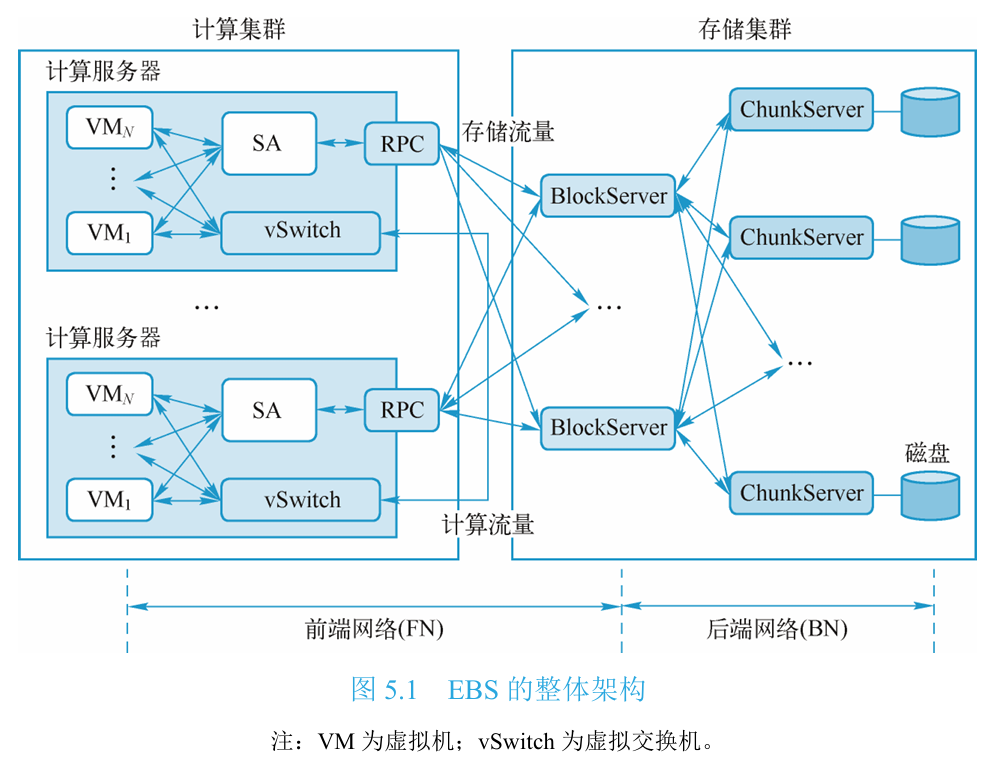 计算集群
存储集群
计算服务器
VMN
⋮
VM1
SA
vSwitch
RPC
存储流量
…
计算服务器
VMN
⋮
VM1
SA
vSwitch
RPC
计算流量
BlockServer
…
BlockServer
ChunkServer
ChunkServer
…
ChunkServer
磁盘
前端网络(FN)
后端网络(BN)
图 5.1 EBS 的整体架构
注：VM 为虚拟机；vSwitch 为虚拟交换机。